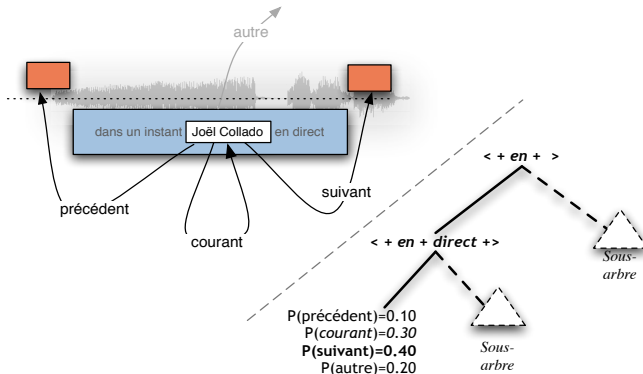 autre
dans un instant Joël Collado en direct
précédent
suivant
courant
< + en + >
< + en + direct +>
Sous-
arbre
P(précédent)=0.10
P(courant)=0.30
P(suivant)=0.40
P(autre)=0.20
Sous-
arbre